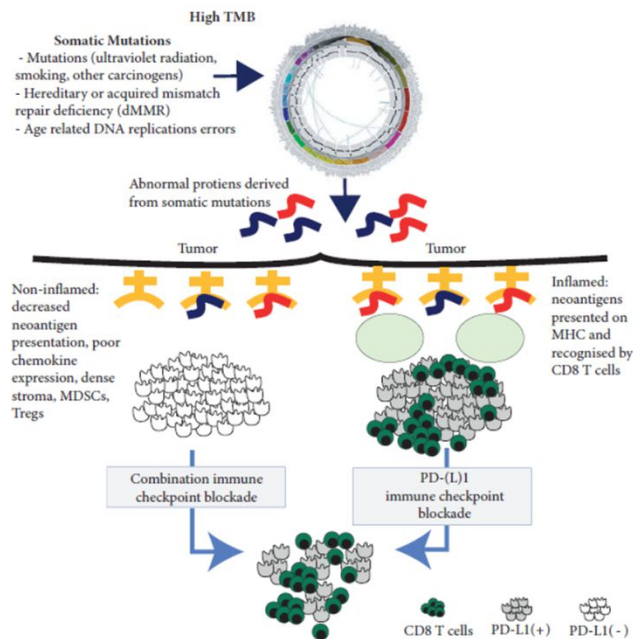 High TMB
Somatic Mutations
- Mutations (ultraviolet radiation,
smoking, other carcinogens)
- Hereditary or acquired mismatch
repair deficiency (dMMR)
- Age related DNA replications errors
Abnormal protiens derived
from somatic mutations
Tumor
Tumor
Non-inflamed:
decreased
neoantigen
presentation, poor
chemokine
expression, dense
stroma, MDSCs,
Tregs
Inflamed:
neoantigens
presented on
MHC and
recognised by
CD8 T cells
Combination immune
checkpoint blockade
PD-(L)1
immune checkpoint
blockade
CD8 T cells
PD-L1(+)
PD-L1(-)